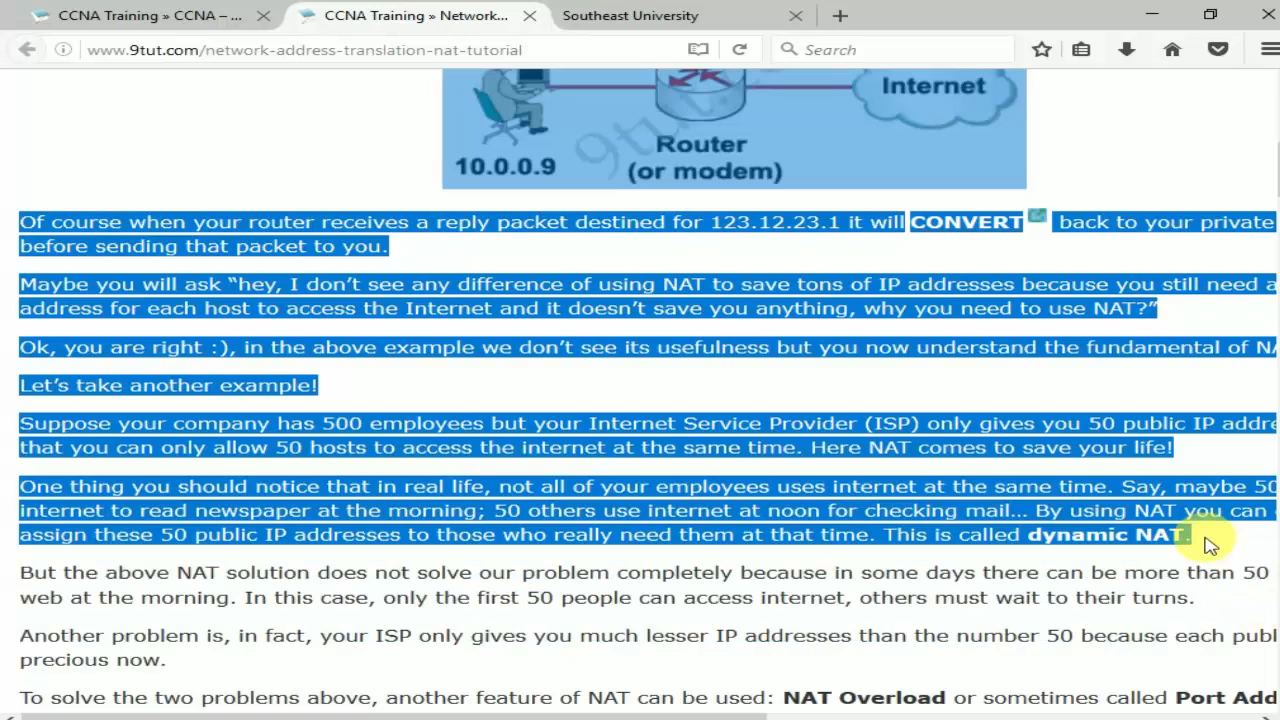 CCNA Training » CCNA – ...
CCNA Training » Network...
Southeast University
www.9tut.com/network-address-translation-nat-tutorial
Search
Internet
Router
(or modem)
10.0.0.9
9tut.
Of course when your router receives a reply packet destined for 123.12.23.1 it will CONVERT back to your private
before sending that packet to you.
Maybe you will ask “hey, I don’t see any difference of using NAT to save tons of IP addresses because you still need a
address for each host to access the Internet and it doesn’t save you anything, why you need to use NAT?”
Ok, you are right :), in the above example we don’t see its usefulness but you now understand the fundamental of NA
Let’s take another example!
Suppose your company has 500 employees but your Internet Service Provider (ISP) only gives you 50 public IP addre
that you can only allow 50 hosts to access the internet at the same time. Here NAT comes to save your life!
One thing you should notice that in real life, not all of your employees uses internet at the same time. Say, maybe 50
internet to read newspaper at the morning; 50 others use internet at noon for checking mail... By using NAT you can
assign these 50 public IP addresses to those who really need them at that time. This is called dynamic NAT.
But the above NAT solution does not solve our problem completely because in some days there can be more than 50
web at the morning. In this case, only the first 50 people can access internet, others must wait to their turns.
Another problem is, in fact, your ISP only gives you much lesser IP addresses than the number 50 because each publ
precious now.
To solve the two problems above, another feature of NAT can be used: NAT Overload or sometimes called Port Add